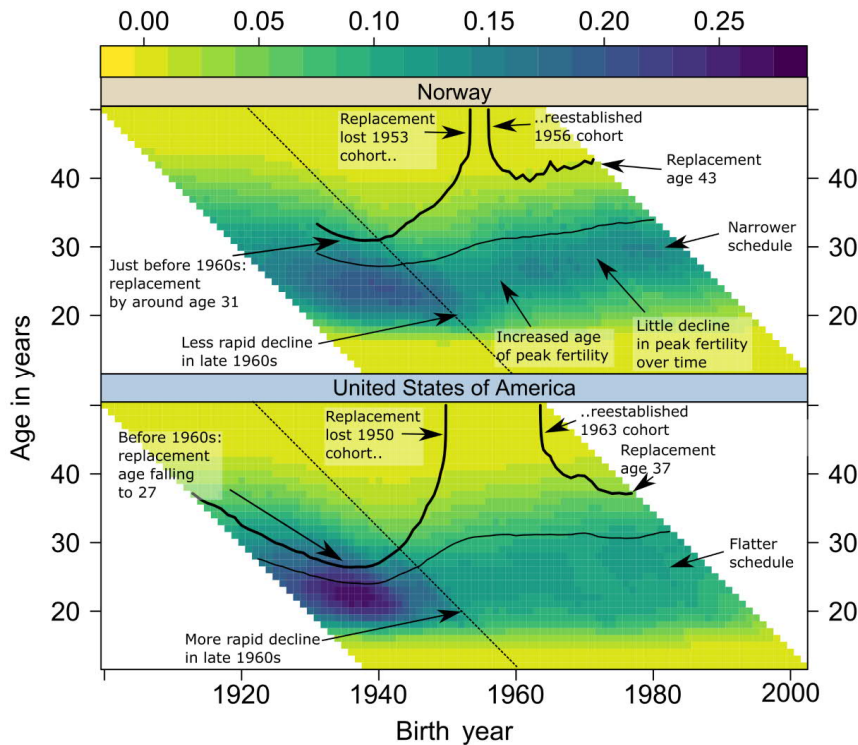 0.00 0.05 0.10 0.15 0.20 0.25
Norway
Replacement
lost 1953
cohort..
..reestablished
1956 cohort
Replacement
age 43
Narrower
schedule
Just before 1960s:
replacement
by around age 31
Less rapid decline
in late 1960s
Increased age
of peak fertility
Little decline
in peak fertility
over time
40
30
20
40
30
20
United States of America
Before 1960s:
replacement
age falling
to 27
Replacement
lost 1950
cohort..
..reestablished
1963 cohort
Replacement
age 37
Flatter
schedule
More rapid decline
in late 1960s
40
30
20
40
30
20
Age in years
1920 1940 1960 1980 2000
Birth year